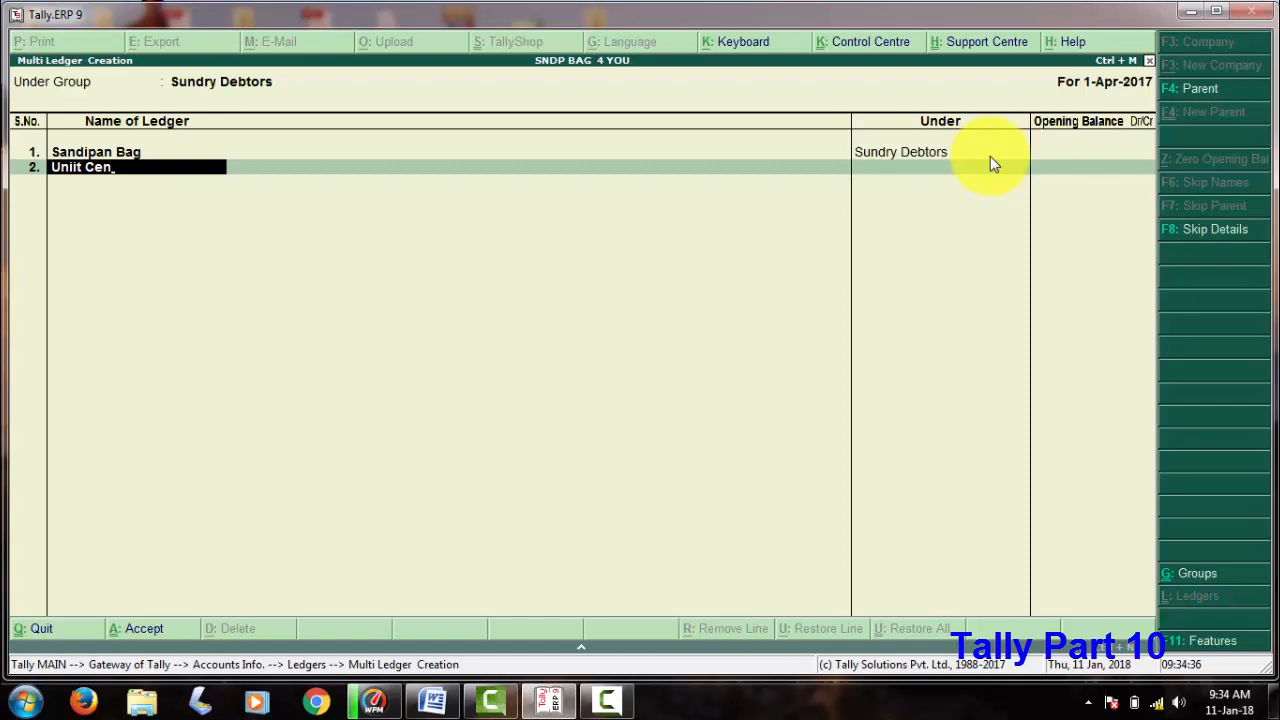 Tally.ERP 9
P: Print E: Export M: E-Mail O: Upload S: TallyShop G: Language K: Keyboard K: Control Centre H: Support Centre H: Help
Multi Ledger Creation SNDP BAG 4 YOU Ctrl + M
Under Group : Sundry Debtors For 1-Apr-2017
S.No. Name of Ledger Under Opening Balance Dr/Cr
1. Sandipan Bag Sundry Debtors
2. Uniit Cen_
F3: Company
F3: New Company
F4: Parent
F4: New Parent
Z: Zero Opening Bal
F6: Skip Names
F7: Skip Parent
F8: Skip Details
G: Groups
L: Ledgers
F11: Features
Q: Quit A: Accept D: Delete R: Remove Line U: Restore Line U: Restore All
Tally Part 10
Ctrl + N
Tally MAIN --> Gateway of Tally --> Accounts Info. --> Ledgers --> Multi Ledger Creation (c) Tally Solutions Pvt. Ltd., 1988-2017 Thu, 11 Jan, 2018 09:34:36
WPM
Tally ERP 9
9:34 AM
11-Jan-18